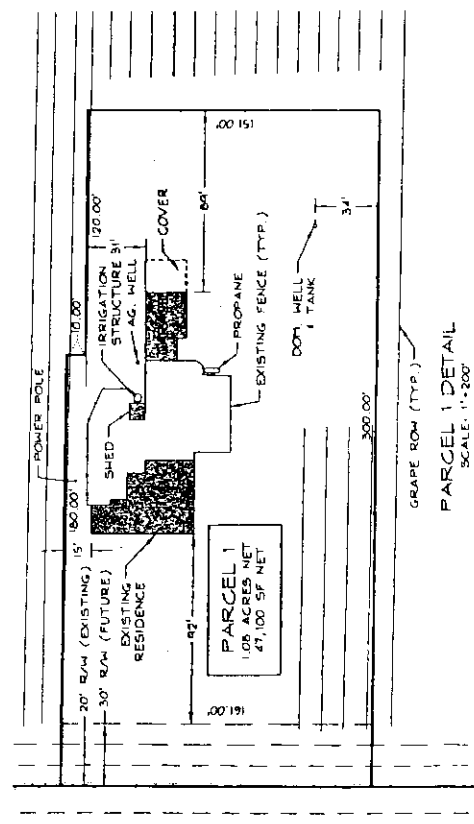 POWER POLE
10.00'
120.00'
IRRIGATION
STRUCTURE 31'
AG. WELL
COVER
151.00'
89'
SHED
PROPANE
EXISTING FENCE (TYP.)
DOM. WELL
& TANK
34'
180.00'
15'
20' R/W (EXISTING)
30' R/W (FUTURE)
EXISTING
RESIDENCE
92'
PARCEL 1
1.08 ACRES NET
47,100 SF NET
161.00'
300.00'
GRAPE ROW (TYP.)
PARCEL 1 DETAIL
SCALE: 1"=200'